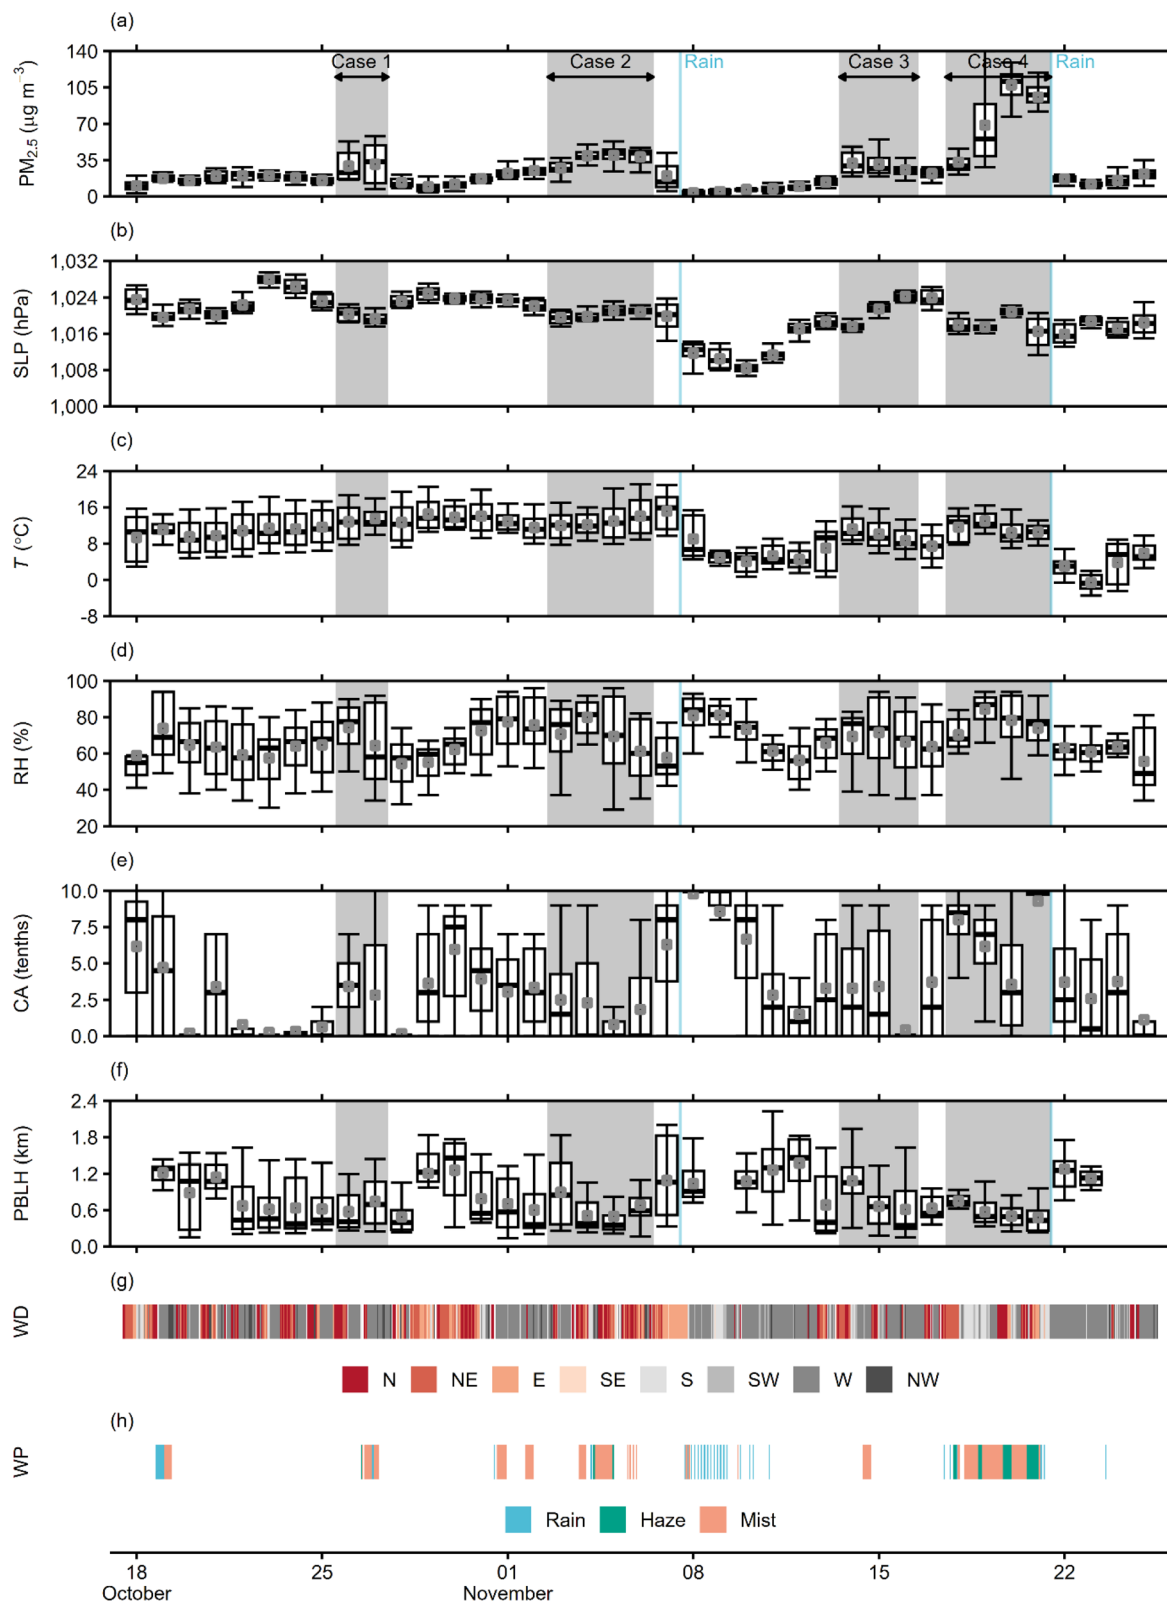 (a)
140
105
70
35
0
PM2.5 (μg m−3)
Case 1
Case 2
Rain
Case 3
Case 4
Rain
(b)
1,032
1,024
1,016
1,008
1,000
SLP (hPa)
(c)
24
16
8
0
-8
T (°C)
(d)
100
80
60
40
20
RH (%)
(e)
10.0
7.5
5.0
2.5
0.0
CA (tenths)
(f)
2.4
1.8
1.2
0.6
0.0
PBLH (km)
(g)
WD
N NE E SE S SW W NW
(h)
WP
Rain Haze Mist
18 25 01 08 15 22
October November